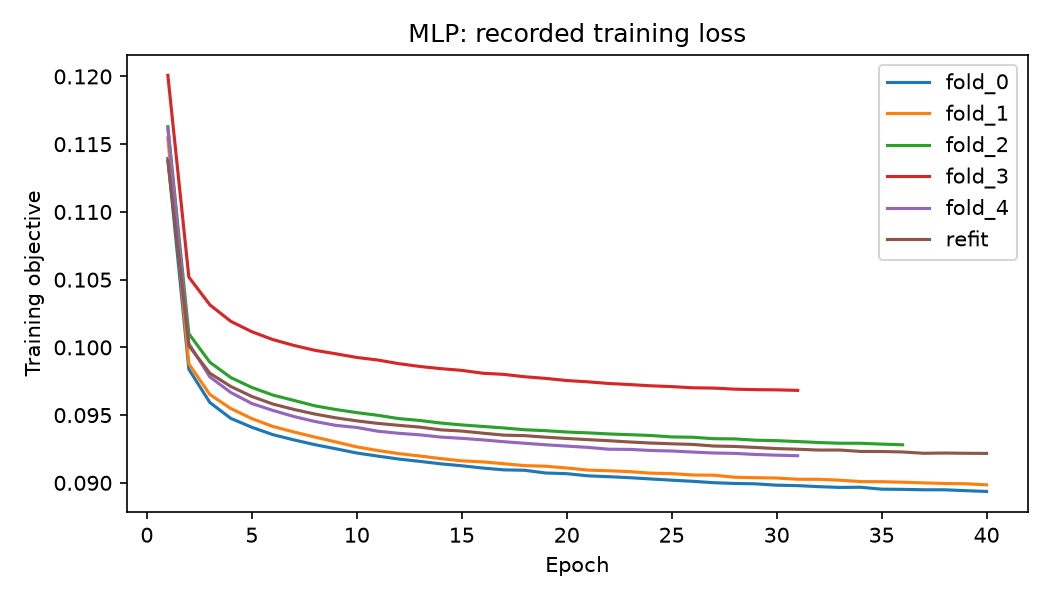 MLP: recorded training loss
Training objective
0.120
0.115
0.110
0.105
0.100
0.095
0.090
fold_0
fold_1
fold_2
fold_3
fold_4
refit
0 5 10 15 20 25 30 35 40
Epoch